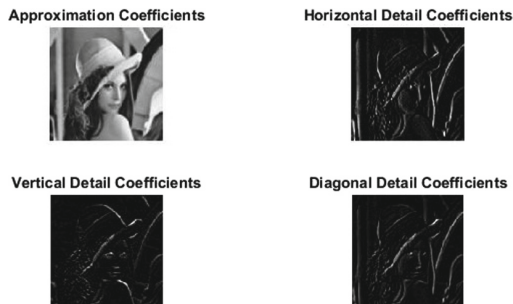 Approximation Coefficients
Horizontal Detail Coefficients
Vertical Detail Coefficients
Diagonal Detail Coefficients